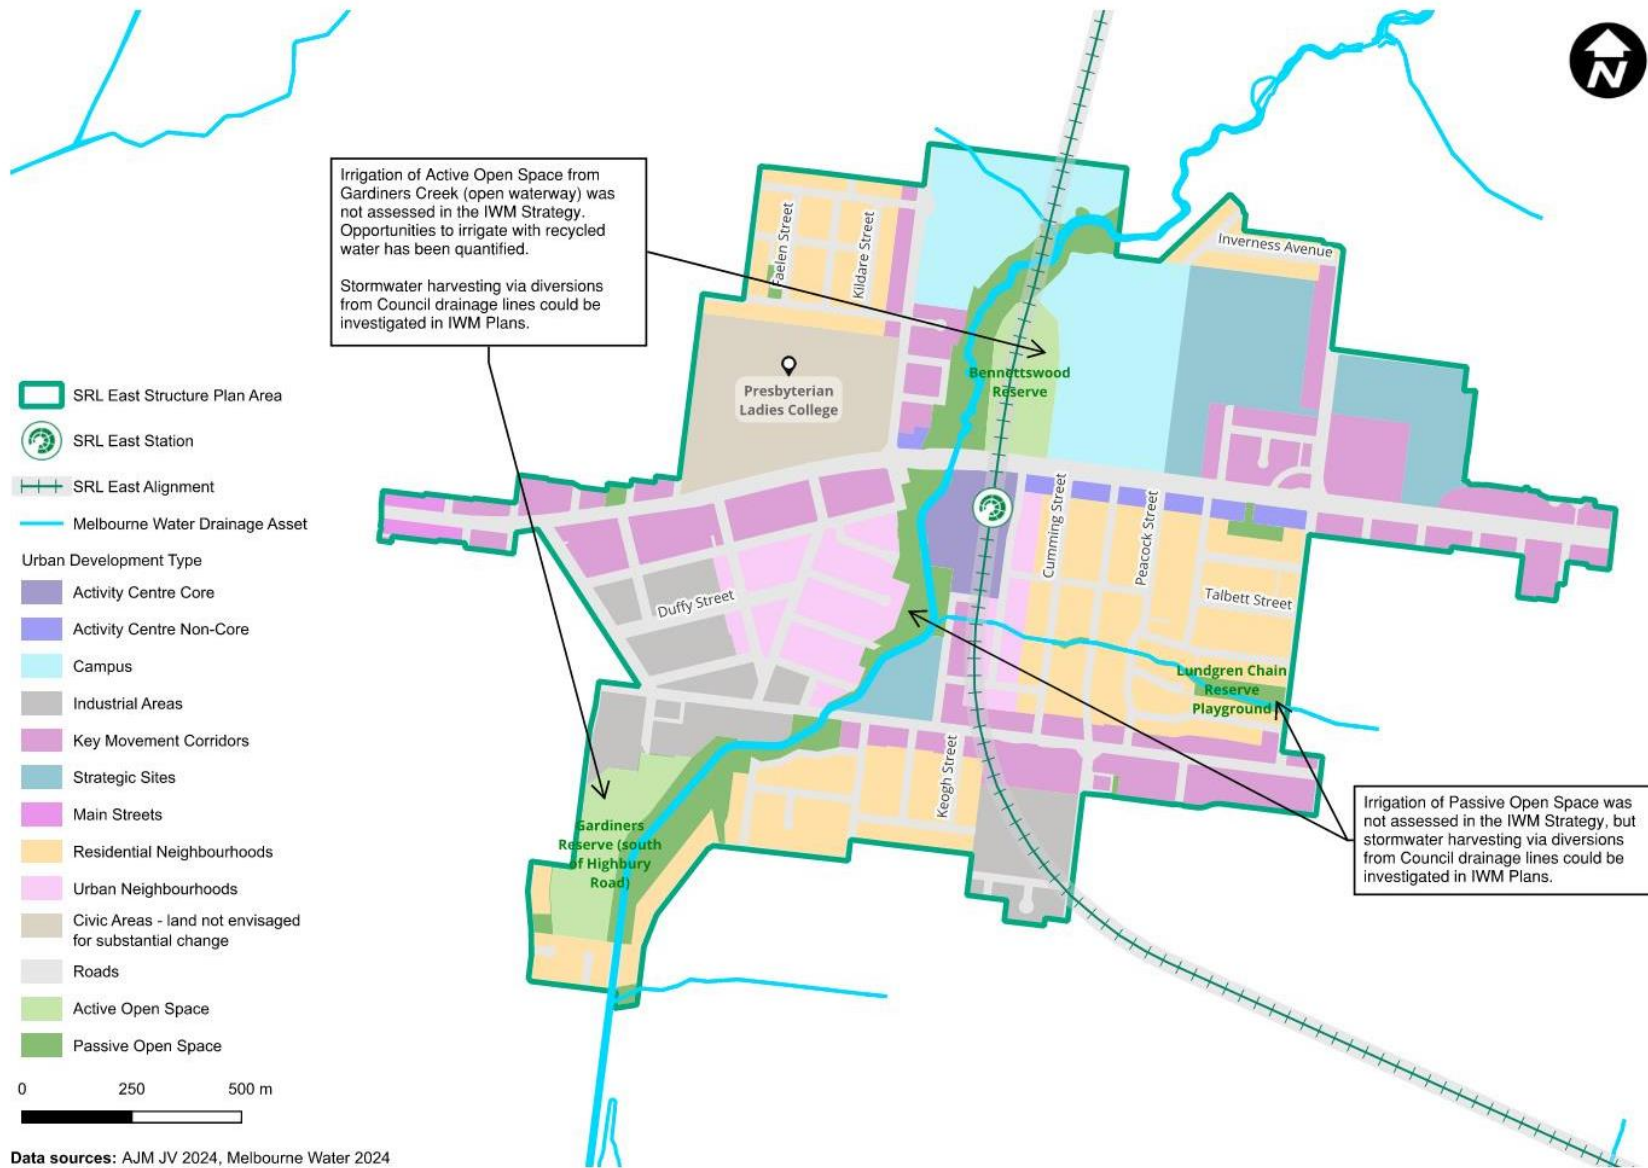 N
Irrigation of Active Open Space from
Gardiners Creek (open waterway) was
not assessed in the IWM Strategy.
Opportunities to irrigate with recycled
water has been quantified.
Stormwater harvesting via diversions
from Council drainage lines could be
investigated in IWM Plans.
Faelen Street
Kildare Street
Inverness Avenue
Bennettswood
Reserve
Presbyterian
Ladies College
SRL East Structure Plan Area
SRL East Station
SRL East Alignment
Melbourne Water Drainage Asset
Urban Development Type
Activity Centre Core
Activity Centre Non-Core
Campus
Industrial Areas
Key Movement Corridors
Strategic Sites
Main Streets
Residential Neighbourhoods
Urban Neighbourhoods
Civic Areas - land not envisaged
for substantial change
Roads
Active Open Space
Passive Open Space
Cumming Street
Peacock Street
Talbett Street
Duffy Street
Lundgren Chain
Reserve
Playground
Keogh Street
Gardiners
Reserve (south
of Highbury
Road)
Irrigation of Passive Open Space was
not assessed in the IWM Strategy, but
stormwater harvesting via diversions
from Council drainage lines could be
investigated in IWM Plans.
0 250 500 m
Data sources: AJM JV 2024, Melbourne Water 2024